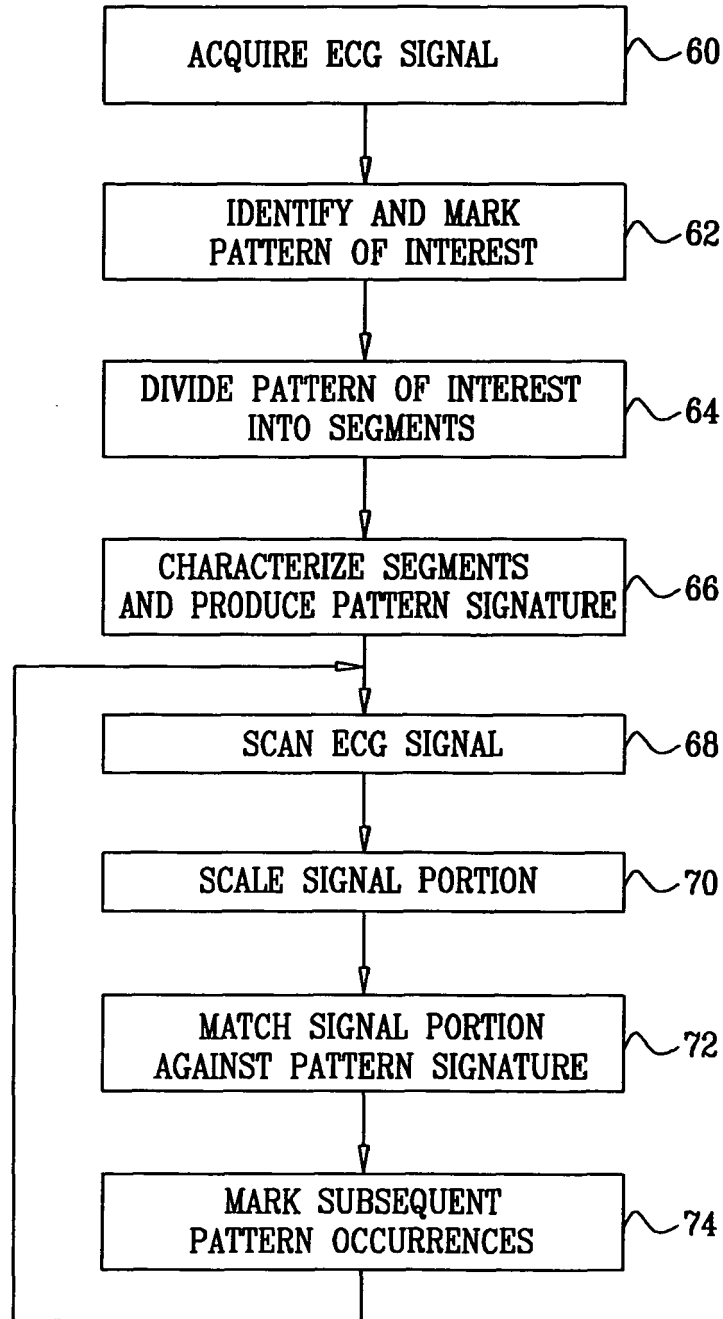 ACQUIRE ECG SIGNAL
60
IDENTIFY AND MARK
PATTERN OF INTEREST
62
DIVIDE PATTERN OF INTEREST
INTO SEGMENTS
64
CHARACTERIZE SEGMENTS
AND PRODUCE PATTERN SIGNATURE
66
SCAN ECG SIGNAL
68
SCALE SIGNAL PORTION
70
MATCH SIGNAL PORTION
AGAINST PATTERN SIGNATURE
72
MARK SUBSEQUENT
PATTERN OCCURRENCES
74